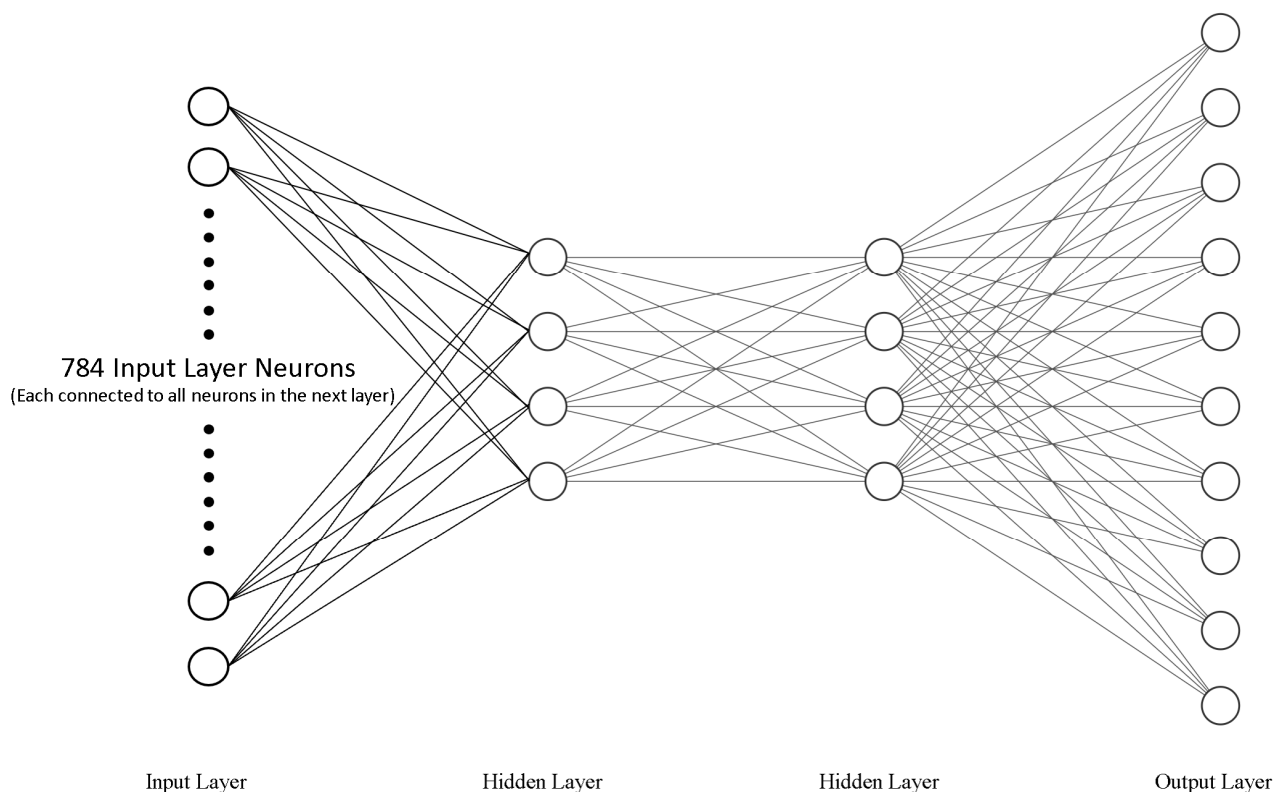 784 Input Layer Neurons
(Each connected to all neurons in the next layer)
Input Layer
Hidden Layer
Hidden Layer
Output Layer